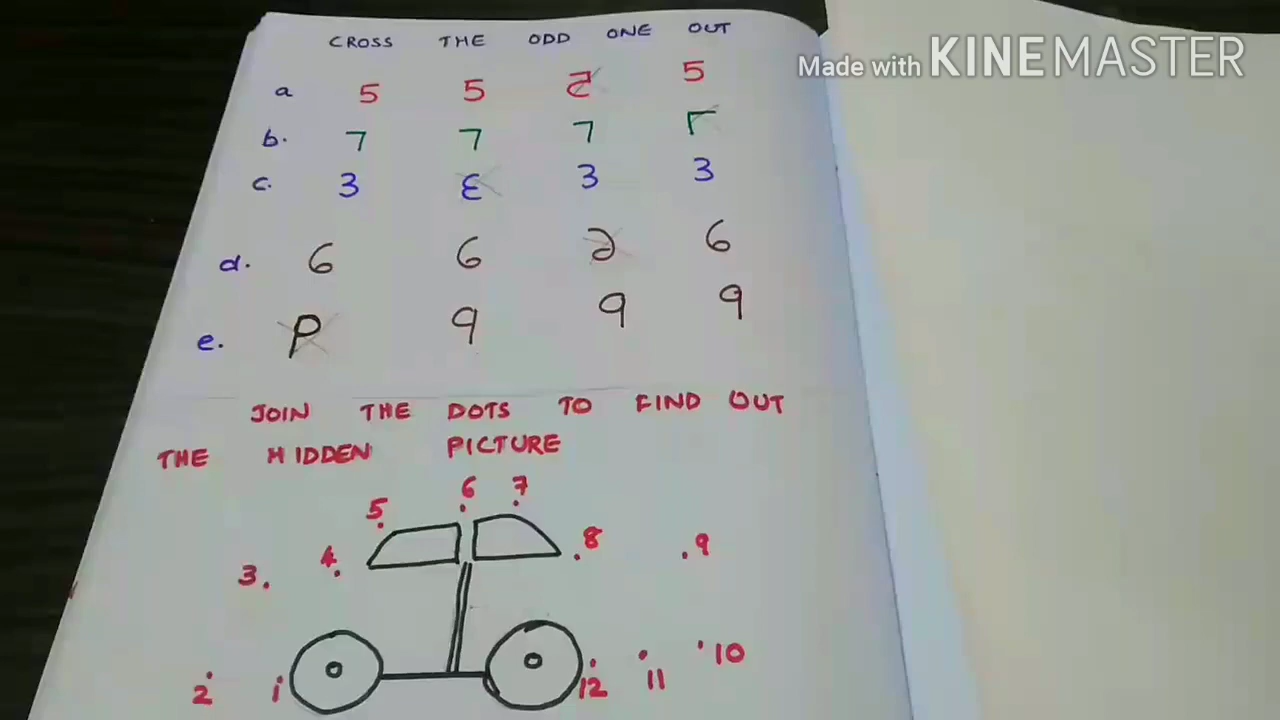 CROSS THE ODD ONE OUT
Made with KINEMASTER
a 5 5 5 5
b. 7 7 7 7
c. 3 Ɛ 3 3
d. 6 6 6 6
e. P 9 9 9
JOIN THE DOTS TO FIND OUT
THE HIDDEN PICTURE
6 7
5
8 9
4
3.
10
2 1 12 11